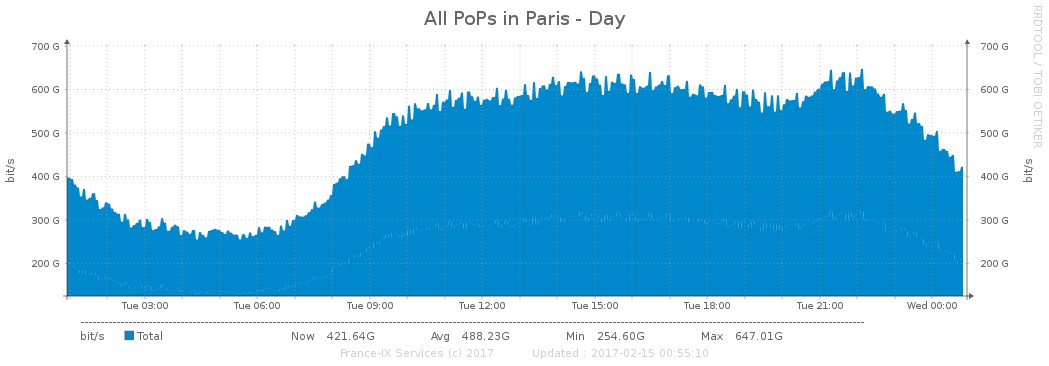 All PoPs in Paris - Day
RRDTOOL / TOBI OETIKER
700 G 700 G
600 G 600 G
500 G 500 G
400 G 400 G
300 G 300 G
200 G 200 G
bit/s bit/s
Tue 03:00 Tue 06:00 Tue 09:00 Tue 12:00 Tue 15:00 Tue 18:00 Tue 21:00 Wed 00:00
bit/s Total Now 421.64G Avg 488.23G Min 254.60G Max 647.01G
France-IX Services (c) 2017 Updated : 2017-02-15 00:55:10